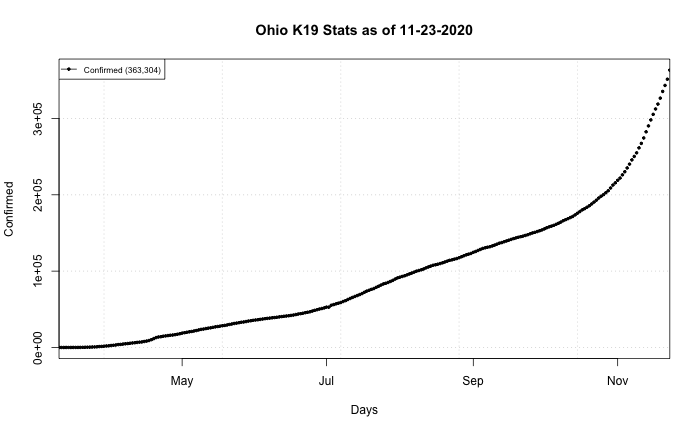 Ohio K19 Stats as of 11-23-2020
Confirmed (363,304)
3e+05
2e+05
1e+05
0e+00
Confirmed
May Jul Sep Nov
Days